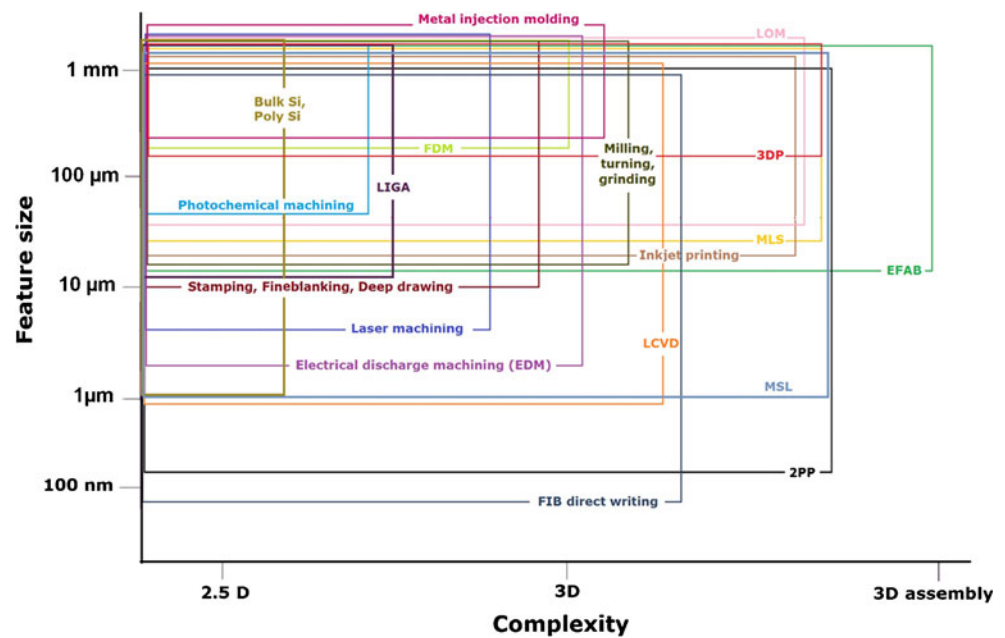 Metal injection molding
LOM
1 mm
Bulk Si,
Poly Si
FDM
Milling,
turning,
grinding
3DP
100 µm
LIGA
Photochemical machining
MLS
Inkjet printing
EFAB
10 µm
Stamping, Fineblanking, Deep drawing
Laser machining
LCVD
Electrical discharge machining (EDM)
MSL
1µm
2PP
100 nm
FIB direct writing
Feature size
2.5 D
3D
3D assembly
Complexity